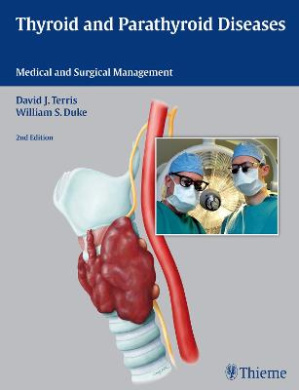 Thyroid and Parathyroid Diseases
Medical and Surgical Management
David J. Terris
William S. Duke
2nd Edition
Thieme